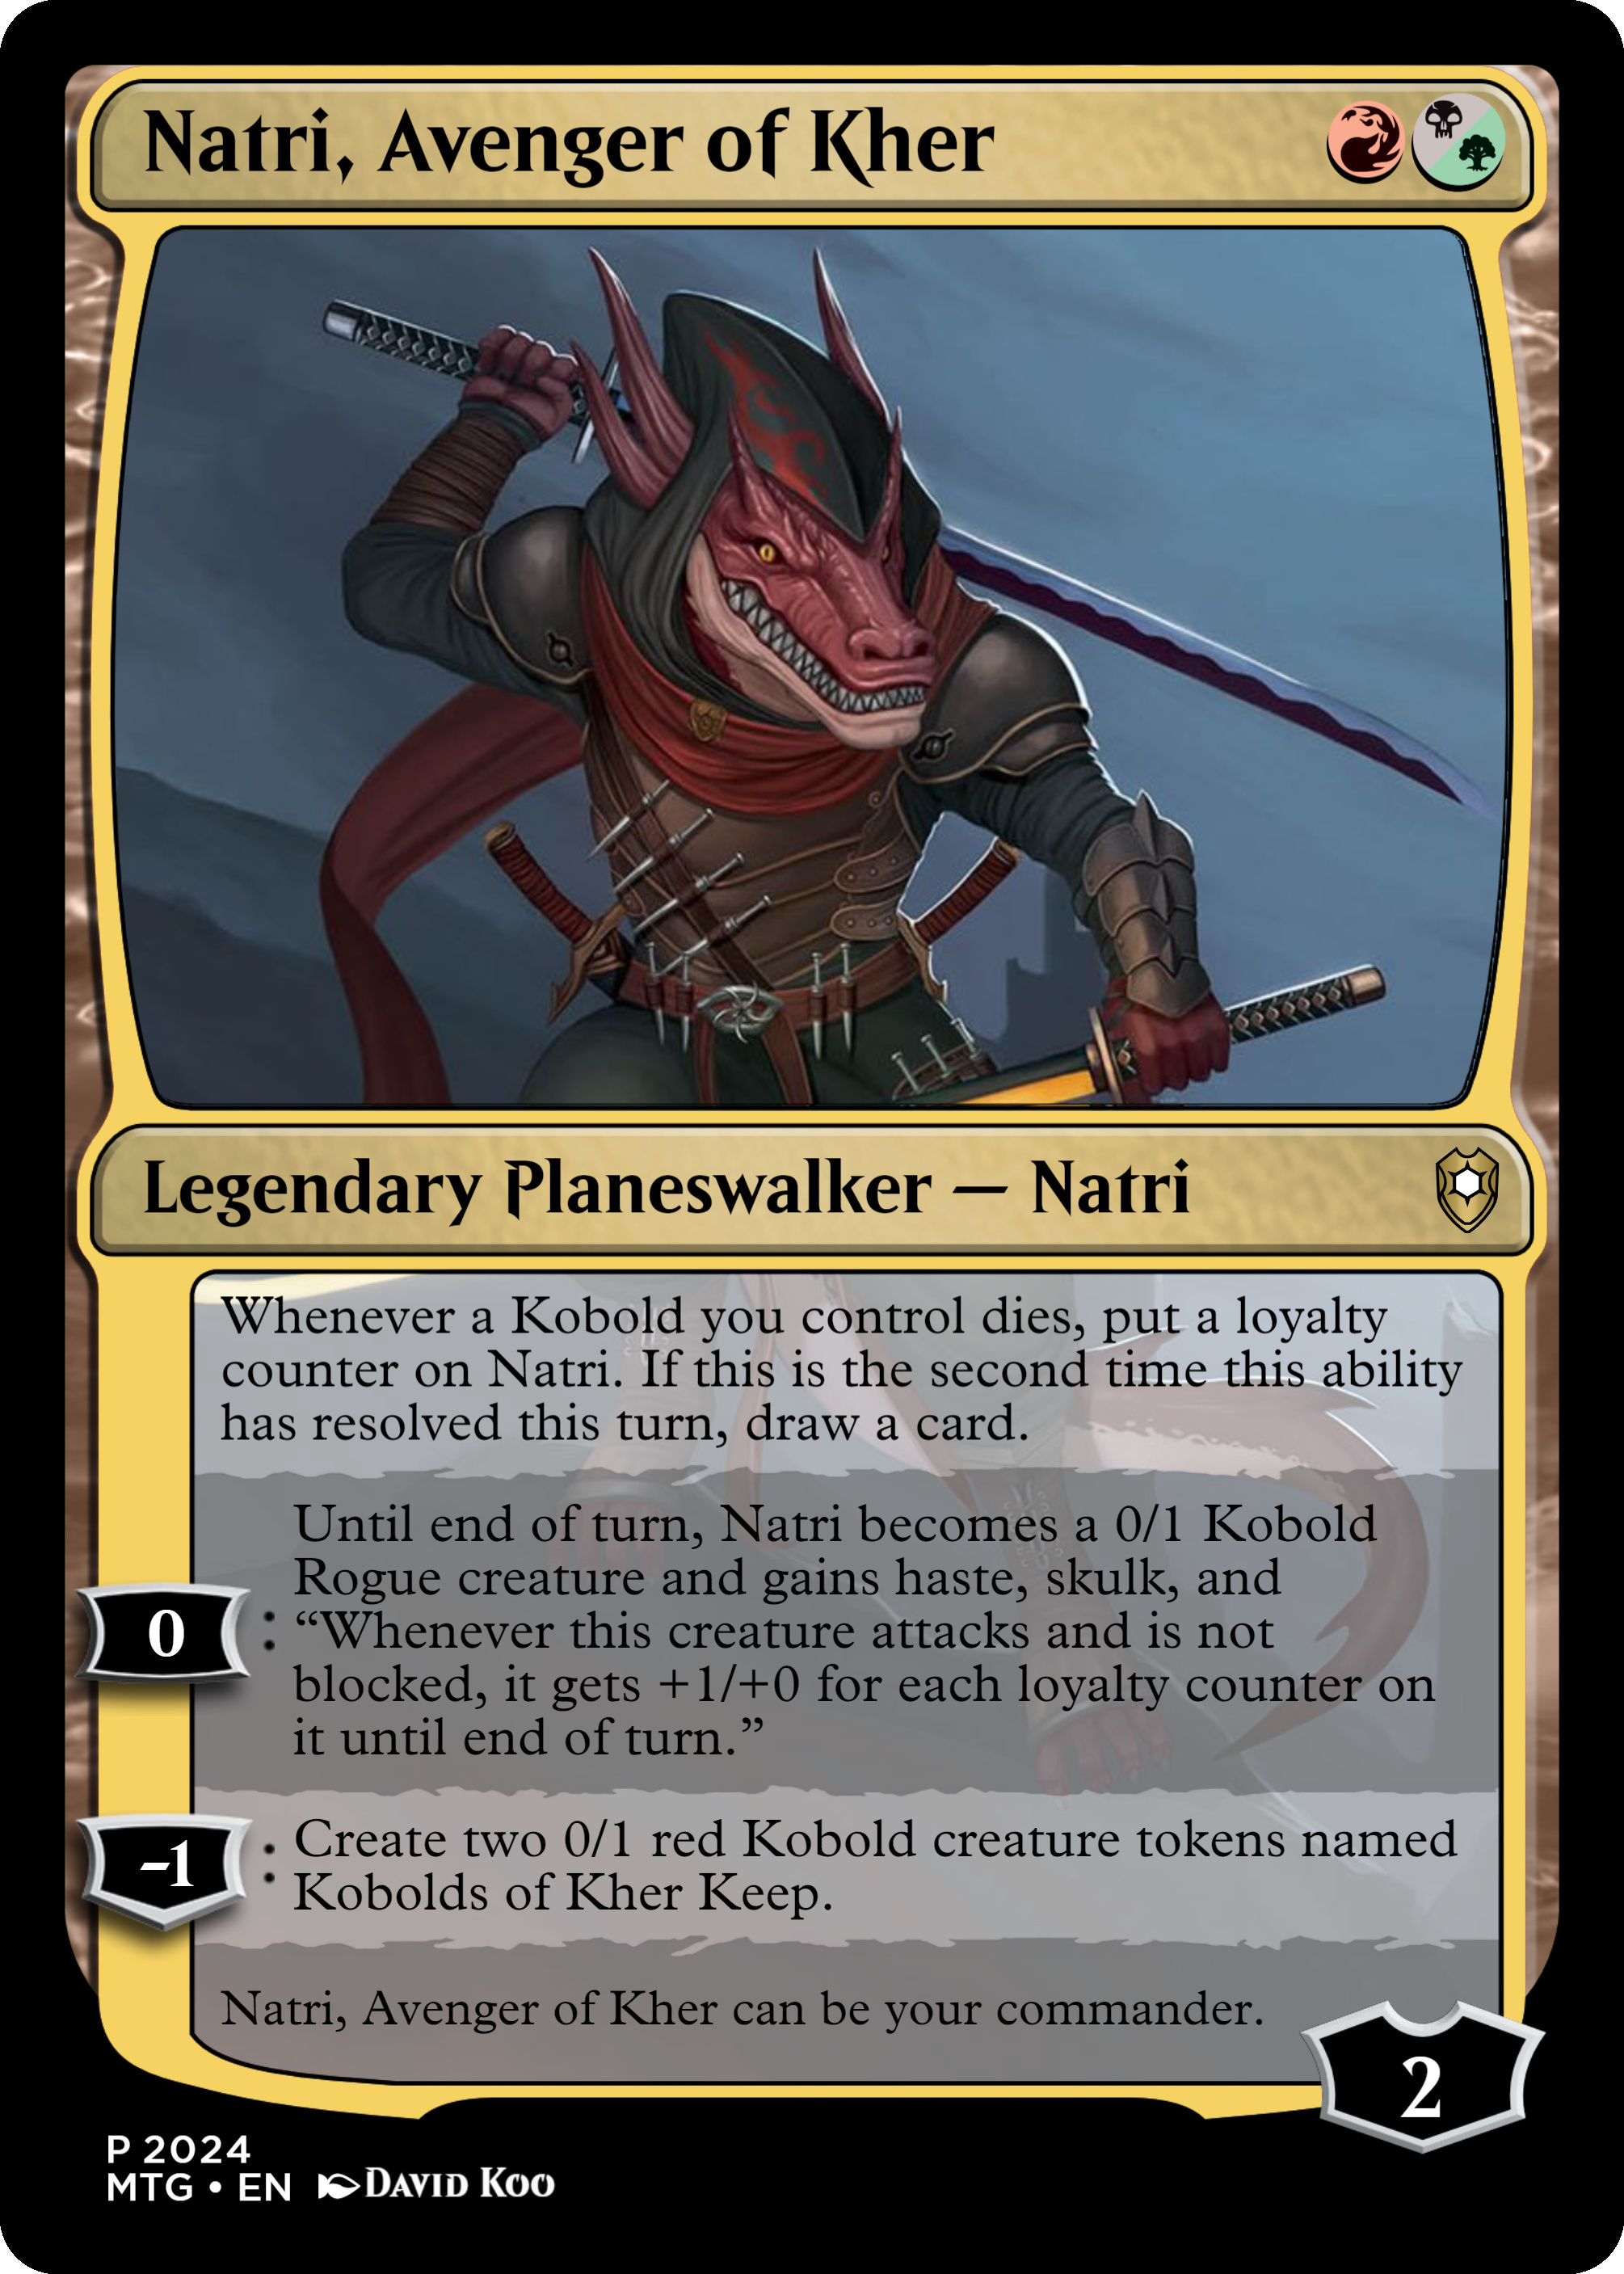 Natri, Avenger of Kher
Legendary Planeswalker — Natri
Whenever a Kobold you control dies, put a loyalty
counter on Natri. If this is the second time this ability
has resolved this turn, draw a card.
0
: Until end of turn, Natri becomes a 0/1 Kobold
Rogue creature and gains haste, skulk, and
“Whenever this creature attacks and is not
blocked, it gets +1/+0 for each loyalty counter on
it until end of turn.”
-1
: Create two 0/1 red Kobold creature tokens named
Kobolds of Kher Keep.
Natri, Avenger of Kher can be your commander.
2
P 2024
MTG • EN David Koo